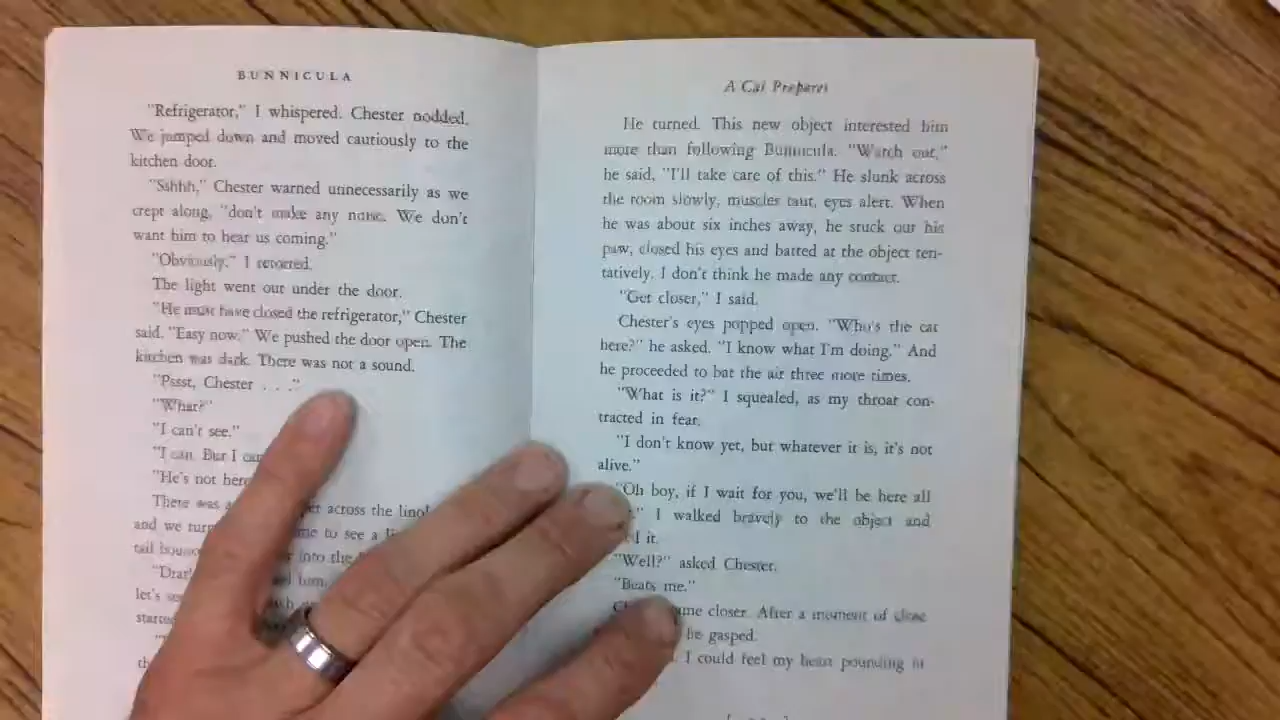 BUNNICULA
"Refrigerator," I whispered. Chester nodded.
We jumped down and moved cautiously to the
kitchen door.
"Sshhh," Chester warned unnecessarily as we
crept along, "don't make any noise. We don't
want him to hear us coming."
"Obviously." I retorted.
The light went out under the door.
"He must have closed the refrigerator," Chester
said. "Easy now." We pushed the door open. The
kitchen was dark. There was not a sound.
"Pssst, Chester . . ."
"What?"
"I can't see."
"I can. But I
"He's not
There was across the
and we to see a
tail into the
him.
let's
A Cat Prepares
He turned. This new object interested him
more than following Bunnicula. "Watch out,"
he said, "I'll take care of this." He slunk across
the room slowly, muscles taut, eyes alert. When
he was about six inches away, he stuck out his
paw, closed his eyes and batted at the object ten-
tatively. I don't think he made any contact.
"Get closer," I said.
Chester's eyes popped open. "Who's the cat
here?" he asked. "I know what I'm doing." And
he proceeded to bat the air three more times.
"What is it?" I squealed, as my throat con-
tracted in fear.
"I don't know yet, but whatever it is, it's not
alive."
"Oh boy, if I wait for you, we'll be here all
I walked bravely to the object and
it.
"Well?" asked Chester.
"Beats me."
closer. After a moment of close
he gasped.
I could feel my heart pounding in